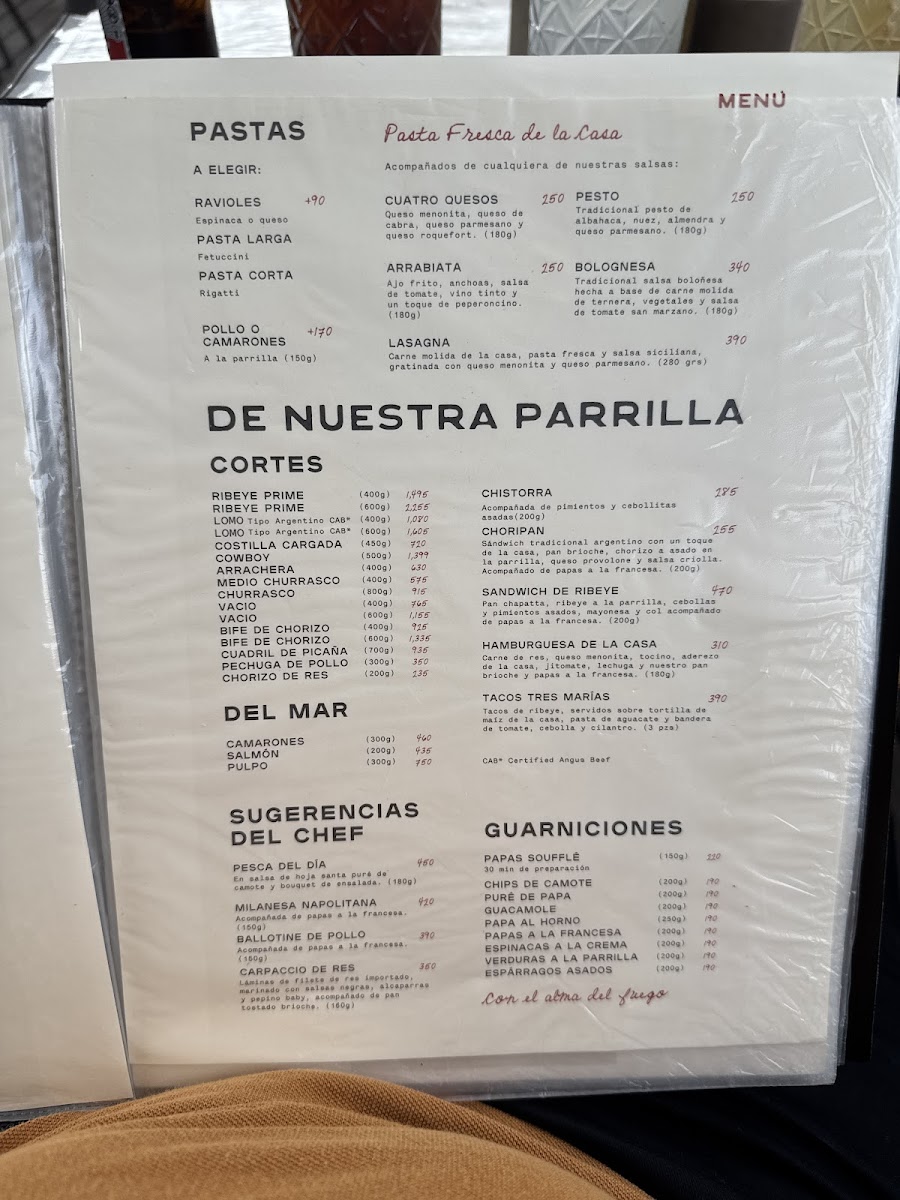 MENÚ
PASTAS
A ELEGIR:
RAVIOLES +90
Espinaca o queso
PASTA LARGA
Fetuccini
PASTA CORTA
Rigatti
POLLO O
CAMARONES +170
A la parrilla (150g)
Pasta Fresca de la Casa
Acompañados de cualquiera de nuestras salsas:
CUATRO QUESOS 250
Queso menonita, queso de
cabra, queso parmesano y
queso roquefort. (180g)
PESTO 250
Tradicional pesto de
albahaca, nuez, almendra y
queso parmesano. (180g)
ARRABIATA 250
Ajo frito, anchoas, salsa
de tomate, vino tinto y
un toque de peperoncino.
(180g)
BOLOGNESA 340
Tradicional salsa boloñesa
hecha a base de carne molida
de ternera, vegetales y salsa
de tomate san marzano. (180g)
LASAGNA 390
Carne molida de la casa, pasta fresca y salsa siciliana,
gratinada con queso menonita y queso parmesano. (280 grs)
DE NUESTRA PARRILLA
CORTES
RIBEYE PRIME (400g) 1,495
RIBEYE PRIME (600g) 2,255
LOMO Tipo Argentino CAB* (400g) 1,080
LOMO Tipo Argentino CAB* (600g) 1,605
COSTILLA CARGADA (450g) 720
COWBOY (500g) 1,399
ARRACHERA (400g) 630
MEDIO CHURRASCO (400g) 575
CHURRASCO (800g) 915
VACIO (400g) 765
VACIO (600g) 1,155
BIFE DE CHORIZO (400g) 925
BIFE DE CHORIZO (600g) 1,335
CUADRIL DE PICAÑA (700g) 935
PECHUGA DE POLLO (300g) 350
CHORIZO DE RES (200g) 235
CHISTORRA 285
Acompañada de pimientos y cebollitas
asadas(200g)
CHORIPAN 255
Sándwich tradicional argentino con un toque
de la casa, pan brioche, chorizo a asado en
la parrilla, queso provolone y salsa criolla.
Acompañado de papas a la francesa. (200g)
SANDWICH DE RIBEYE 470
Pan chapatta, ribeye a la parrilla, cebollas
y pimientos asados, mayonesa y col acompañado
de papas a la francesa. (200g)
HAMBURGUESA DE LA CASA 310
Carne de res, queso menonita, tocino, aderezo
de la casa, jitomate, lechuga y nuestro pan
brioche y papas a la francesa. (180g)
TACOS TRES MARÍAS 390
Tacos de ribeye, servidos sobre tortilla de
maíz de la casa, pasta de aguacate y bandera
de tomate, cebolla y cilantro. (3 pzs)
CAB* Certified Angus Beef
DEL MAR
CAMARONES (300g) 460
SALMÓN (200g) 435
PULPO (300g) 750
SUGERENCIAS
DEL CHEF
PESCA DEL DÍA 450
En salsa de hoja santa puré de
camote y bouquet de ensalada. (180g)
MILANESA NAPOLITANA 420
Acompañada de papas a la francesa.
(150g)
BALLOTINE DE POLLO 390
Acompañada de papas a la francesa.
(160g)
CARPACCIO DE RES 360
Láminas de filete de res importado,
marinado con salsas negras, alcaparras
y pepino baby, acompañado de pan
tostado brioche. (160g)
GUARNICIONES
PAPAS SOUFFLÉ (150g) 220
30 min de preparación
CHIPS DE CAMOTE (200g) 190
PURÉ DE PAPA (200g) 190
GUACAMOLE (200g) 190
PAPA AL HORNO (250g) 190
PAPAS A LA FRANCESA (200g) 190
ESPINACAS A LA CREMA (200g) 190
VERDURAS A LA PARRILLA (200g) 190
ESPÁRRAGOS ASADOS (200g) 190
Con el alma del fuego